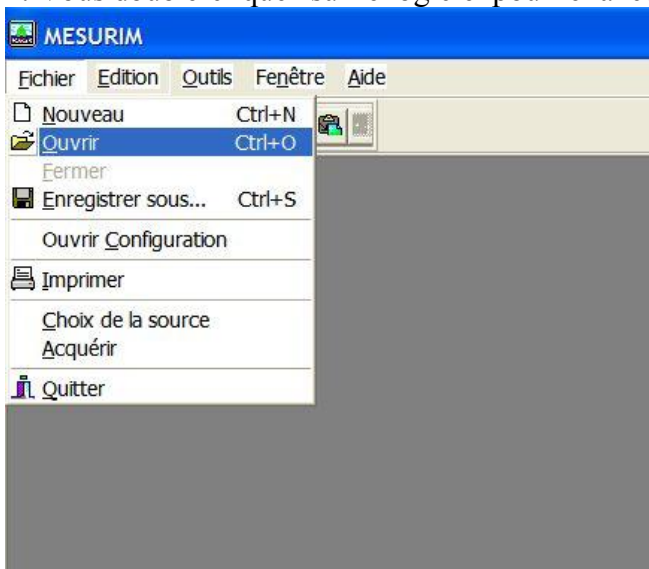 MESURIM
Fichier Edition Outils Fenêtre Aide
Nouveau Ctrl+N
Ouvrir Ctrl+O
Fermer
Enregistrer sous... Ctrl+S
Ouvrir Configuration
Imprimer
Choix de la source
Acquérir
Quitter